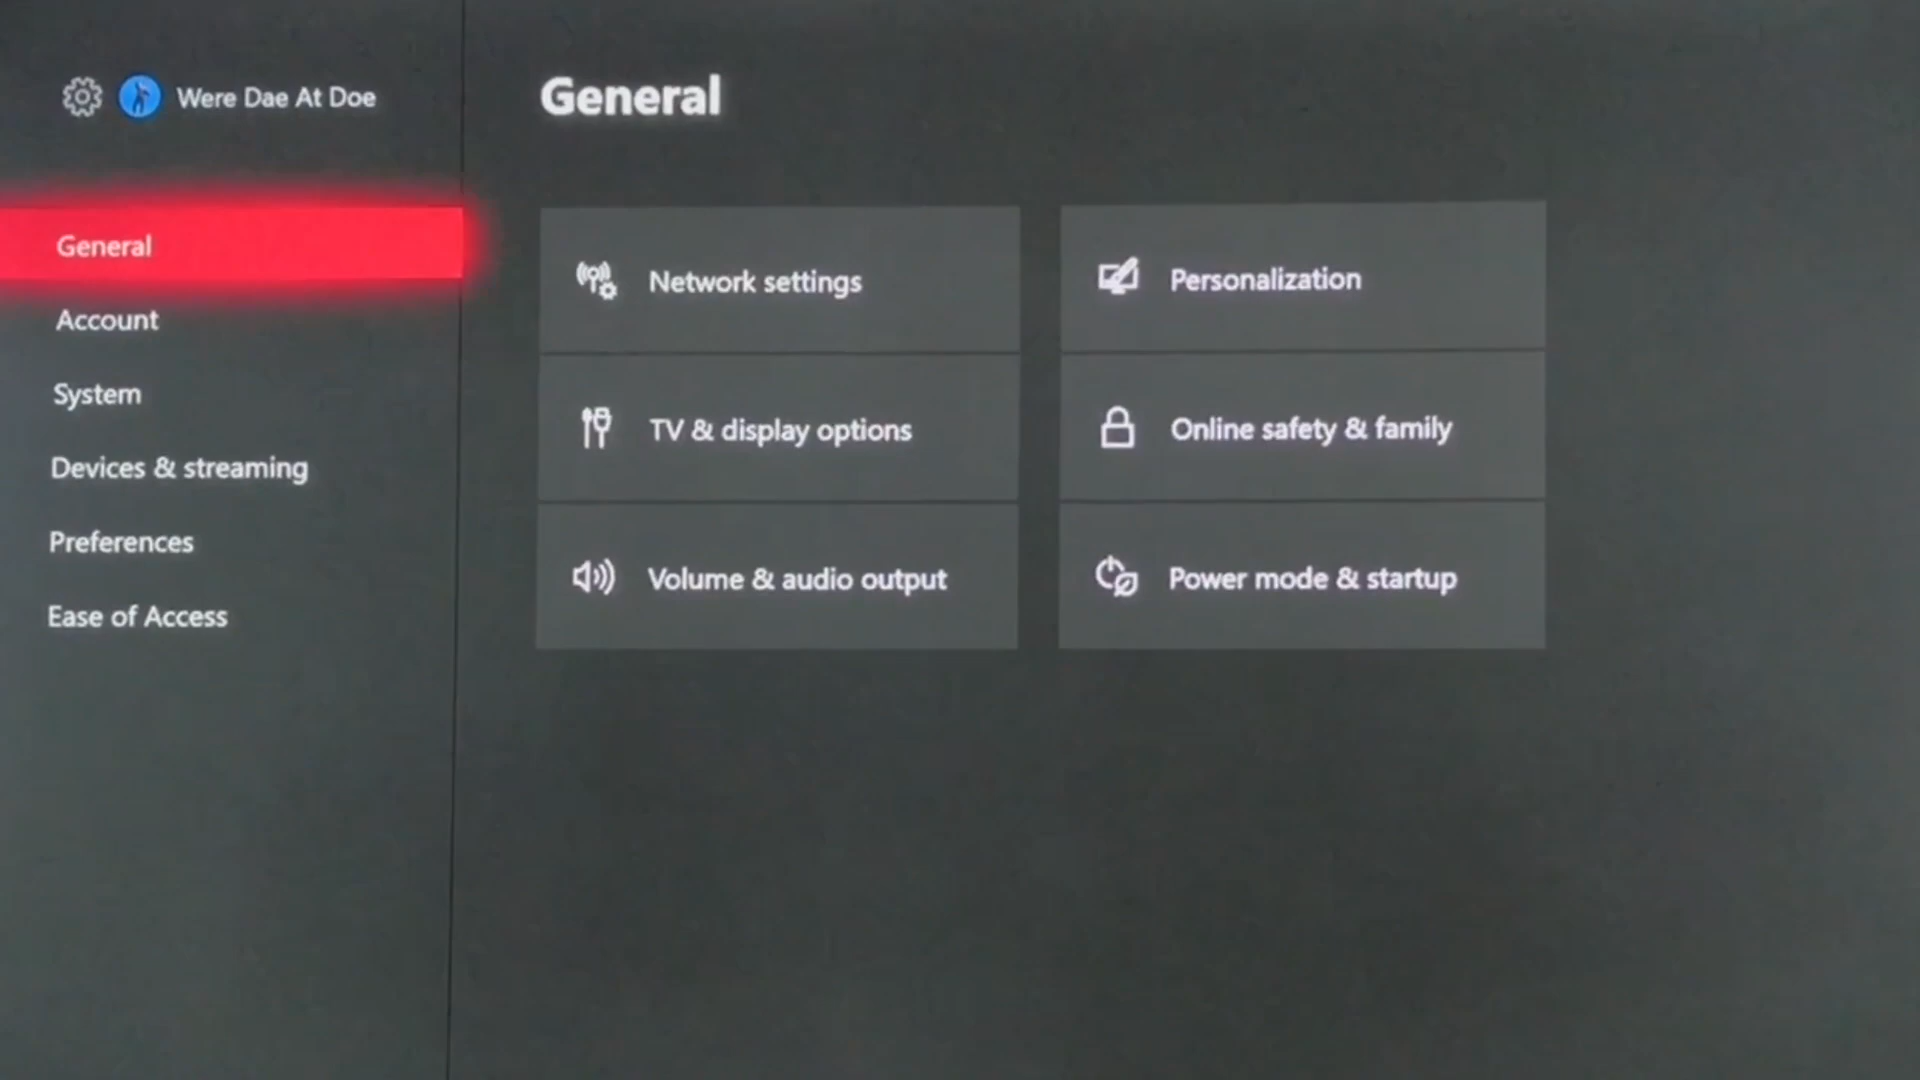 Were Dae At Doe
General
Account
System
Devices & streaming
Preferences
Ease of Access
General
Network settings
TV & display options
Volume & audio output
Personalization
Online safety & family
Power mode & startup